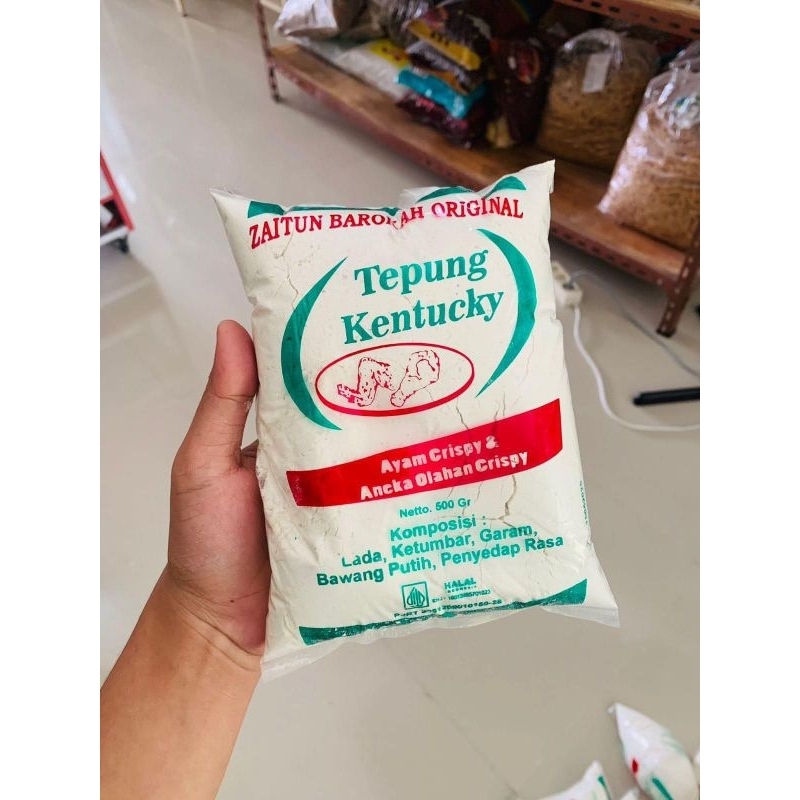 ZAITUN BAROKAH ORIGINAL
Tepung
Kentucky
Ayam Crispy &
Aneka Olahan Crispy
Netto. 500 Gr
Komposisi :
Lada, Ketumbar, Garam,
Bawang Putih, Penyedap Rasa
HALAL
INDONESIA